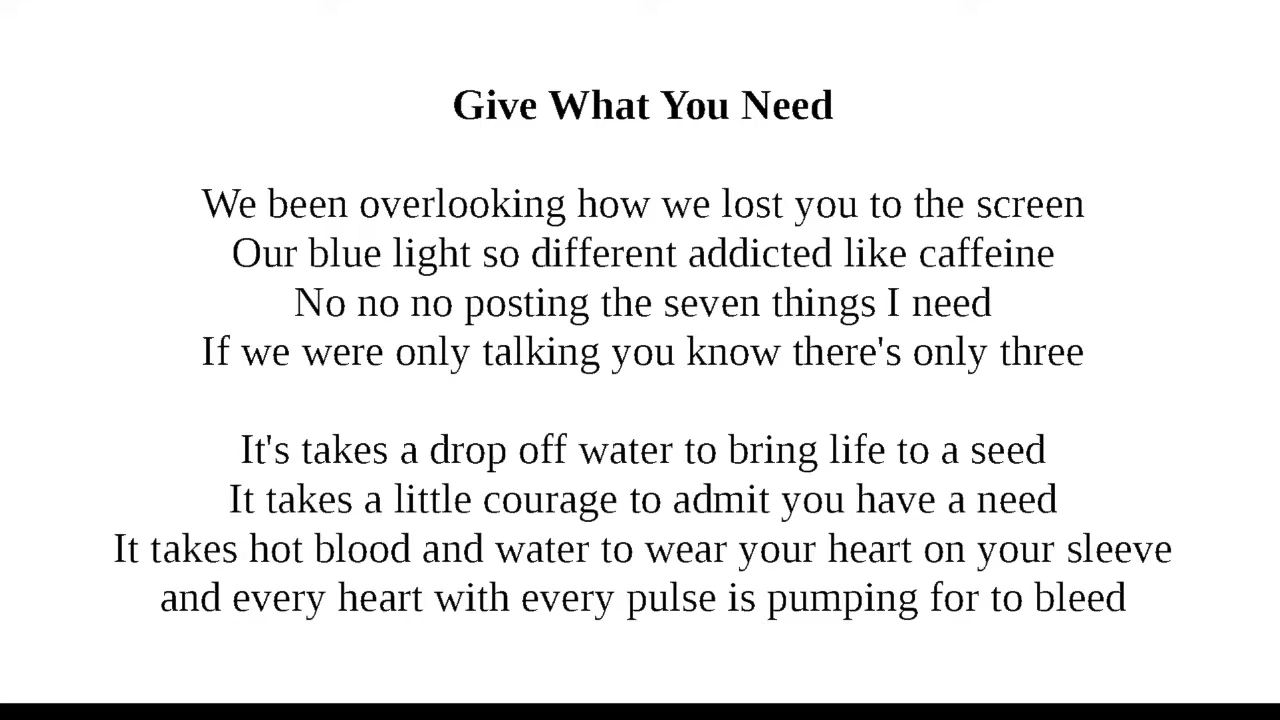 Give What You Need
We been overlooking how we lost you to the screen
Our blue light so different addicted like caffeine
No no no posting the seven things I need
If we were only talking you know there's only three
It's takes a drop off water to bring life to a seed
It takes a little courage to admit you have a need
It takes hot blood and water to wear your heart on your sleeve
and every heart with every pulse is pumping for to bleed